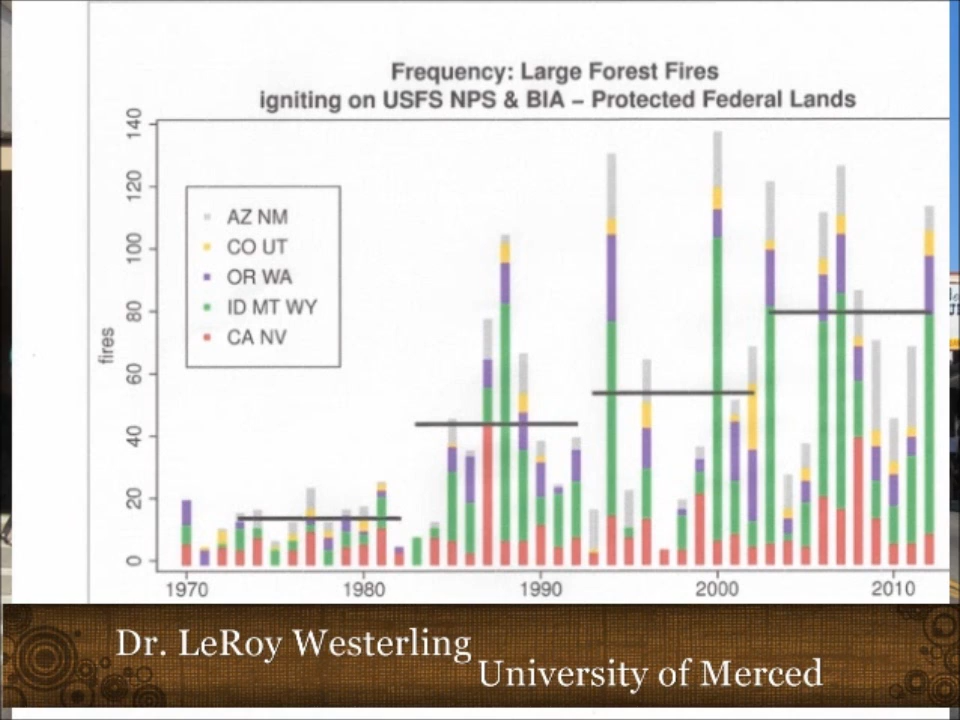 Frequency: Large Forest Fires
igniting on USFS NPS & BIA – Protected Federal Lands
140
120
100
80
60
40
20
0
fires
AZ NM
CO UT
OR WA
ID MT WY
CA NV
1970 1980 1990 2000 2010
Dr. LeRoy Westerling
University of Merced